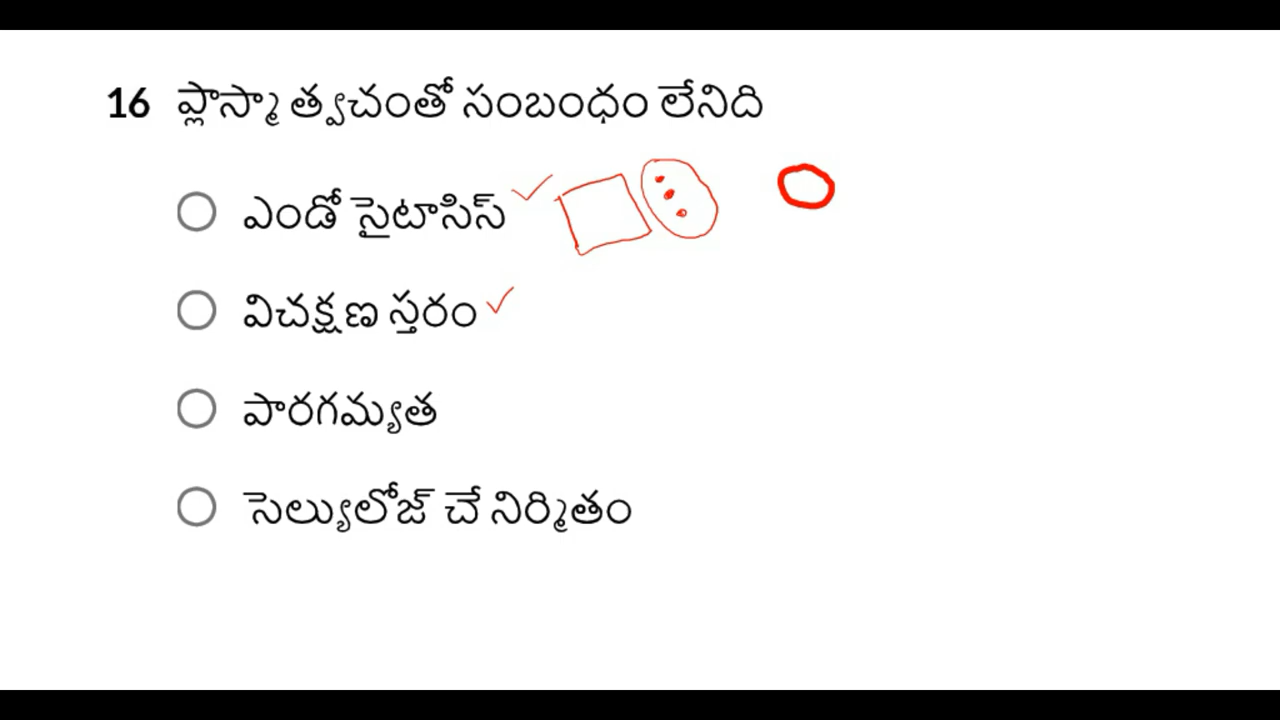 16 ప్లాస్మా త్వచంతో సంబంధం లేనిది
ఎండో సైటాసిస్
విచక్షణ స్తరం
పారగమ్యత
సెల్యులోజ్ చే నిర్మితం